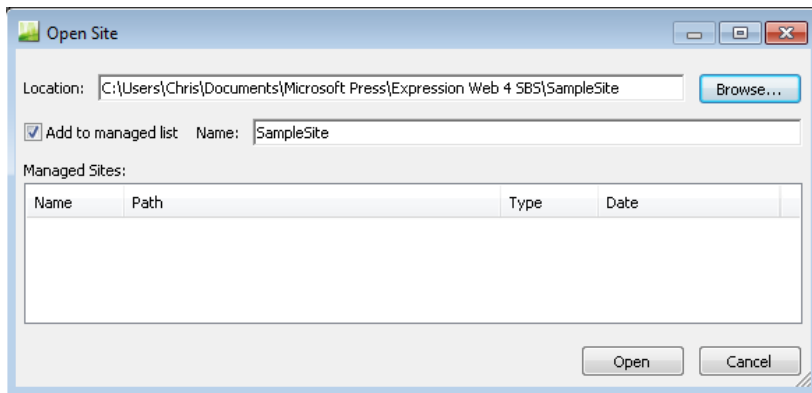 Open Site
Location: C:\Users\Chris\Documents\Microsoft Press\Expression Web 4 SBS\SampleSite Browse...
Add to managed list Name: SampleSite
Managed Sites:
Name Path Type Date
Open Cancel